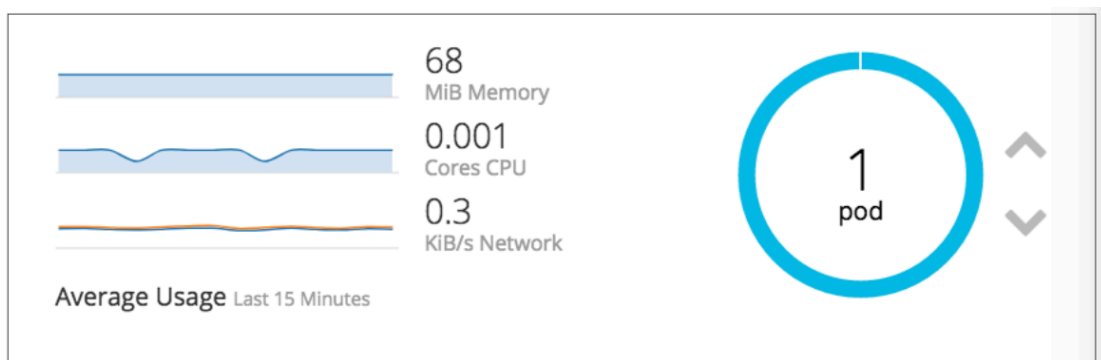 68
MiB Memory
0.001
Cores CPU
0.3
KiB/s Network
Average Usage Last 15 Minutes
1
pod